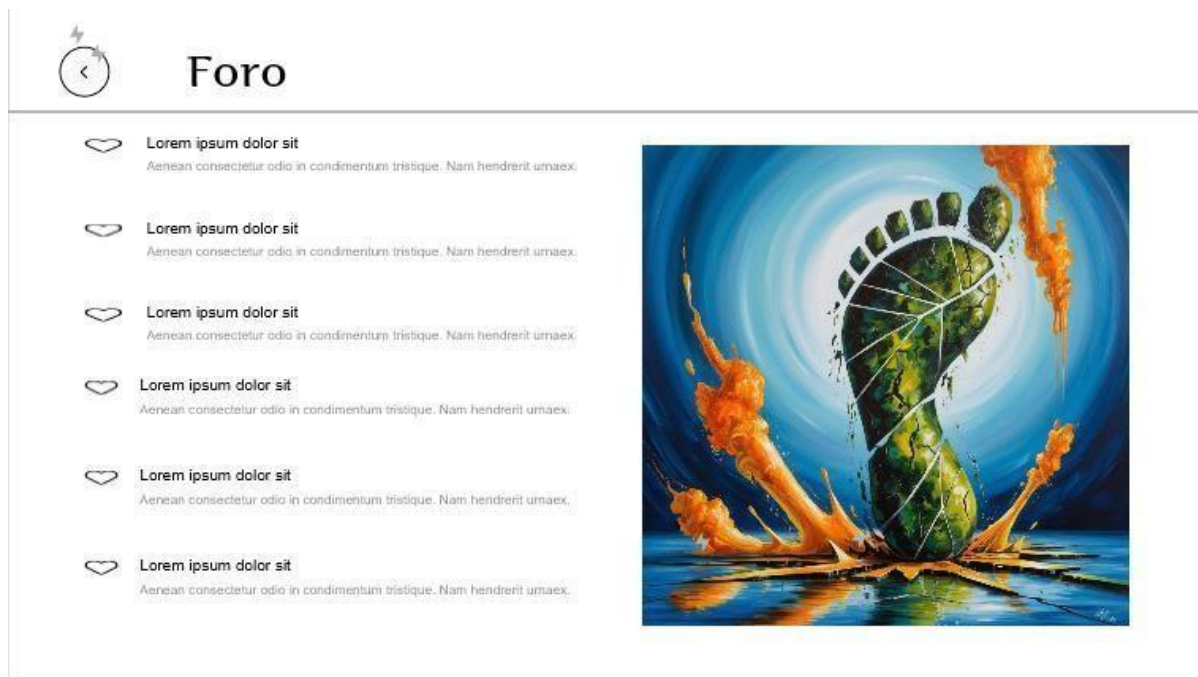 Foro
Lorem ipsum dolor sit
Aenean consectetur odio in condimentum tristique. Nam hendrerit urnaex.
Lorem ipsum dolor sit
Aenean consectetur odio in condimentum tristique. Nam hendrerit urnaex.
Lorem ipsum dolor sit
Aenean consectetur odio in condimentum tristique. Nam hendrerit urnaex.
Lorem ipsum dolor sit
Aenean consectetur odio in condimentum tristique. Nam hendrerit urnaex.
Lorem ipsum dolor sit
Aenean consectetur odio in condimentum tristique. Nam hendrerit urnaex.
Lorem ipsum dolor sit
Aenean consectetur odio in condimentum tristique. Nam hendrerit urnaex.